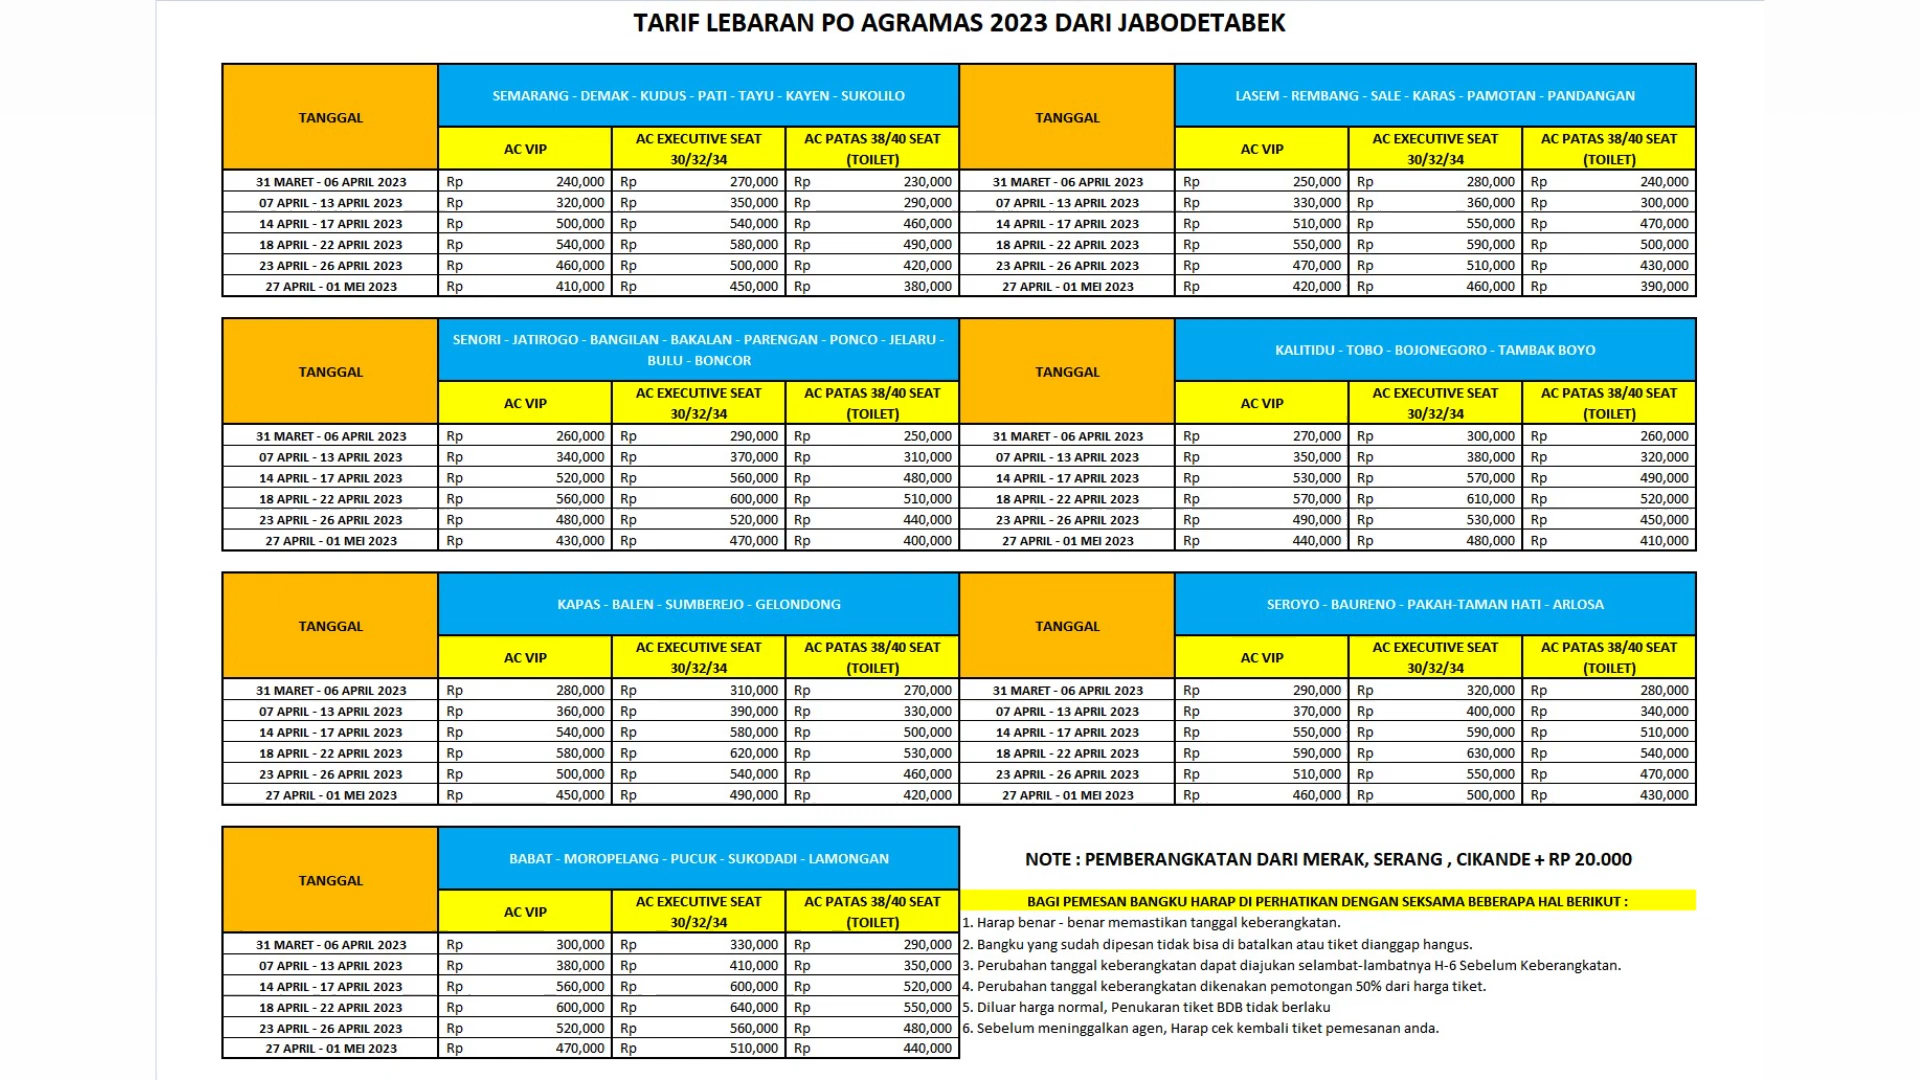 TARIF LEBARAN PO AGRAMAS 2023 DARI JABODETABEK
TANGGAL
SEMARANG - DEMAK - KUDUS - PATI - TAYU - KAYEN - SUKOLILO
AC VIP
AC EXECUTIVE SEAT
30/32/34
AC PATAS 38/40 SEAT
(TOILET)
31 MARET - 06 APRIL 2023 Rp 240,000 Rp 270,000 Rp 230,000
07 APRIL - 13 APRIL 2023 Rp 320,000 Rp 350,000 Rp 290,000
14 APRIL - 17 APRIL 2023 Rp 500,000 Rp 540,000 Rp 460,000
18 APRIL - 22 APRIL 2023 Rp 540,000 Rp 580,000 Rp 490,000
23 APRIL - 26 APRIL 2023 Rp 460,000 Rp 500,000 Rp 420,000
27 APRIL - 01 MEI 2023 Rp 410,000 Rp 450,000 Rp 380,000
TANGGAL
LASEM - REMBANG - SALE - KARAS - PAMOTAN - PANDANGAN
AC VIP
AC EXECUTIVE SEAT
30/32/34
AC PATAS 38/40 SEAT
(TOILET)
31 MARET - 06 APRIL 2023 Rp 250,000 Rp 280,000 Rp 240,000
07 APRIL - 13 APRIL 2023 Rp 330,000 Rp 360,000 Rp 300,000
14 APRIL - 17 APRIL 2023 Rp 510,000 Rp 550,000 Rp 470,000
18 APRIL - 22 APRIL 2023 Rp 550,000 Rp 590,000 Rp 500,000
23 APRIL - 26 APRIL 2023 Rp 470,000 Rp 510,000 Rp 430,000
27 APRIL - 01 MEI 2023 Rp 420,000 Rp 460,000 Rp 390,000
TANGGAL
SENORI - JATIROGO - BANGILAN - BAKALAN - PARENGAN - PONCO - JELARU -
BULU - BONCOR
AC VIP
AC EXECUTIVE SEAT
30/32/34
AC PATAS 38/40 SEAT
(TOILET)
31 MARET - 06 APRIL 2023 Rp 260,000 Rp 290,000 Rp 250,000
07 APRIL - 13 APRIL 2023 Rp 340,000 Rp 370,000 Rp 310,000
14 APRIL - 17 APRIL 2023 Rp 520,000 Rp 560,000 Rp 480,000
18 APRIL - 22 APRIL 2023 Rp 560,000 Rp 600,000 Rp 510,000
23 APRIL - 26 APRIL 2023 Rp 480,000 Rp 520,000 Rp 440,000
27 APRIL - 01 MEI 2023 Rp 430,000 Rp 470,000 Rp 400,000
TANGGAL
KALITIDU - TOBO - BOJONEGORO - TAMBAK BOYO
AC VIP
AC EXECUTIVE SEAT
30/32/34
AC PATAS 38/40 SEAT
(TOILET)
31 MARET - 06 APRIL 2023 Rp 270,000 Rp 300,000 Rp 260,000
07 APRIL - 13 APRIL 2023 Rp 350,000 Rp 380,000 Rp 320,000
14 APRIL - 17 APRIL 2023 Rp 530,000 Rp 570,000 Rp 490,000
18 APRIL - 22 APRIL 2023 Rp 570,000 Rp 610,000 Rp 520,000
23 APRIL - 26 APRIL 2023 Rp 490,000 Rp 530,000 Rp 450,000
27 APRIL - 01 MEI 2023 Rp 440,000 Rp 480,000 Rp 410,000
TANGGAL
KAPAS - BALEN - SUMBEREJO - GELONDONG
AC VIP
AC EXECUTIVE SEAT
30/32/34
AC PATAS 38/40 SEAT
(TOILET)
31 MARET - 06 APRIL 2023 Rp 280,000 Rp 310,000 Rp 270,000
07 APRIL - 13 APRIL 2023 Rp 360,000 Rp 390,000 Rp 330,000
14 APRIL - 17 APRIL 2023 Rp 540,000 Rp 580,000 Rp 500,000
18 APRIL - 22 APRIL 2023 Rp 580,000 Rp 620,000 Rp 530,000
23 APRIL - 26 APRIL 2023 Rp 500,000 Rp 540,000 Rp 460,000
27 APRIL - 01 MEI 2023 Rp 450,000 Rp 490,000 Rp 420,000
TANGGAL
SEROYO - BAURENO - PAKAH-TAMAN HATI - ARLOSA
AC VIP
AC EXECUTIVE SEAT
30/32/34
AC PATAS 38/40 SEAT
(TOILET)
31 MARET - 06 APRIL 2023 Rp 290,000 Rp 320,000 Rp 280,000
07 APRIL - 13 APRIL 2023 Rp 370,000 Rp 400,000 Rp 340,000
14 APRIL - 17 APRIL 2023 Rp 550,000 Rp 590,000 Rp 510,000
18 APRIL - 22 APRIL 2023 Rp 590,000 Rp 630,000 Rp 540,000
23 APRIL - 26 APRIL 2023 Rp 510,000 Rp 550,000 Rp 470,000
27 APRIL - 01 MEI 2023 Rp 460,000 Rp 500,000 Rp 430,000
TANGGAL
BABAT - MOROPELANG - PUCUK - SUKODADI - LAMONGAN
AC VIP
AC EXECUTIVE SEAT
30/32/34
AC PATAS 38/40 SEAT
(TOILET)
31 MARET - 06 APRIL 2023 Rp 300,000 Rp 330,000 Rp 290,000
07 APRIL - 13 APRIL 2023 Rp 380,000 Rp 410,000 Rp 350,000
14 APRIL - 17 APRIL 2023 Rp 560,000 Rp 600,000 Rp 520,000
18 APRIL - 22 APRIL 2023 Rp 600,000 Rp 640,000 Rp 550,000
23 APRIL - 26 APRIL 2023 Rp 520,000 Rp 560,000 Rp 480,000
27 APRIL - 01 MEI 2023 Rp 470,000 Rp 510,000 Rp 440,000
NOTE : PEMBERANGKATAN DARI MERAK, SERANG , CIKANDE + RP 20.000
BAGI PEMESAN BANGKU HARAP DI PERHATIKAN DENGAN SEKSAMA BEBERAPA HAL BERIKUT :
1. Harap benar - benar memastikan tanggal keberangkatan.
2. Bangku yang sudah dipesan tidak bisa di batalkan atau tiket dianggap hangus.
3. Perubahan tanggal keberangkatan dapat diajukan selambat-lambatnya H-6 Sebelum Keberangkatan.
4. Perubahan tanggal keberangkatan dikenakan pemotongan 50% dari harga tiket.
5. Diluar harga normal, Penukaran tiket BDB tidak berlaku
6. Sebelum meninggalkan agen, Harap cek kembali tiket pemesanan anda.